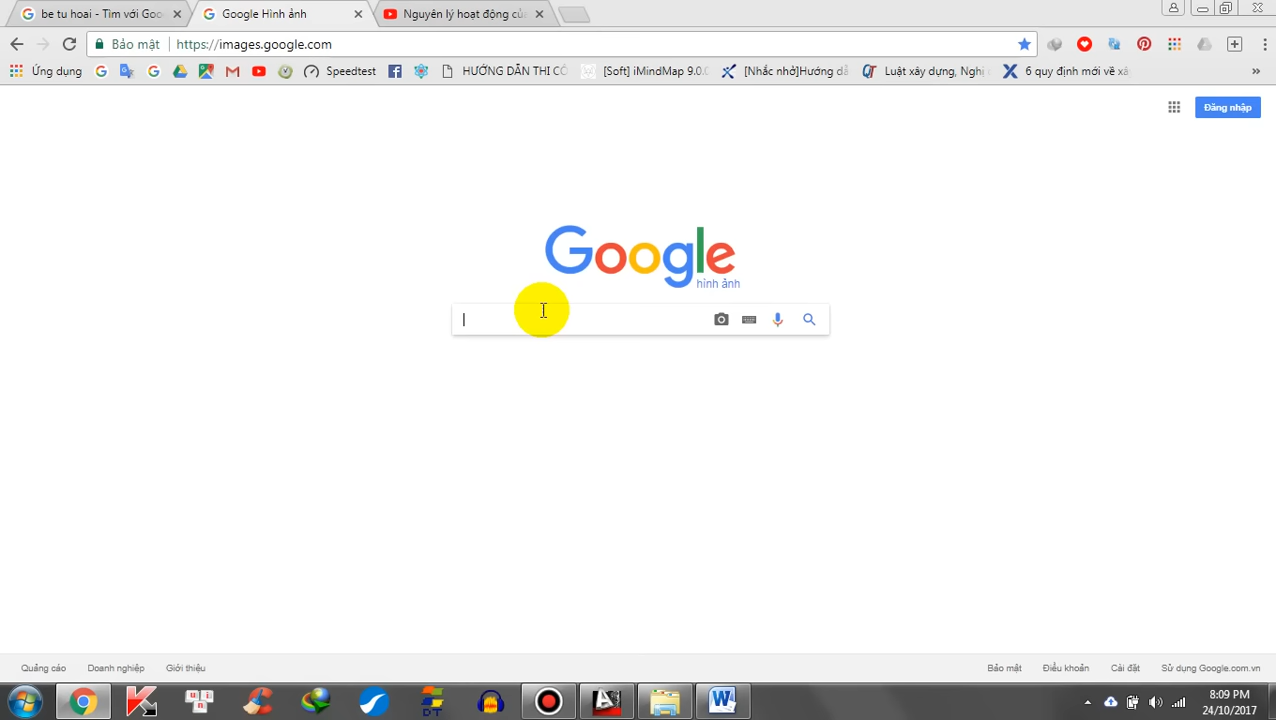 be tu hoai - Tìm với Goo
Google Hình ảnh
Nguyên lý hoạt động củ
Bảo mật
https://images.google.com
Ứng dụng
Speedtest
HƯỚNG DẪN THI CÔ
[Soft] iMindMap 9.0.
[Nhắc nhở]Hướng dẫ
Luật xây dựng, Nghị
6 quy định mới về xâ
»
Đăng nhập
Google
hình ảnh
Quảng cáo
Doanh nghiệp
Giới thiệu
Bảo mật
Điều khoản
Cài đặt
Sử dụng Google.com.vn
8:09 PM
24/10/2017